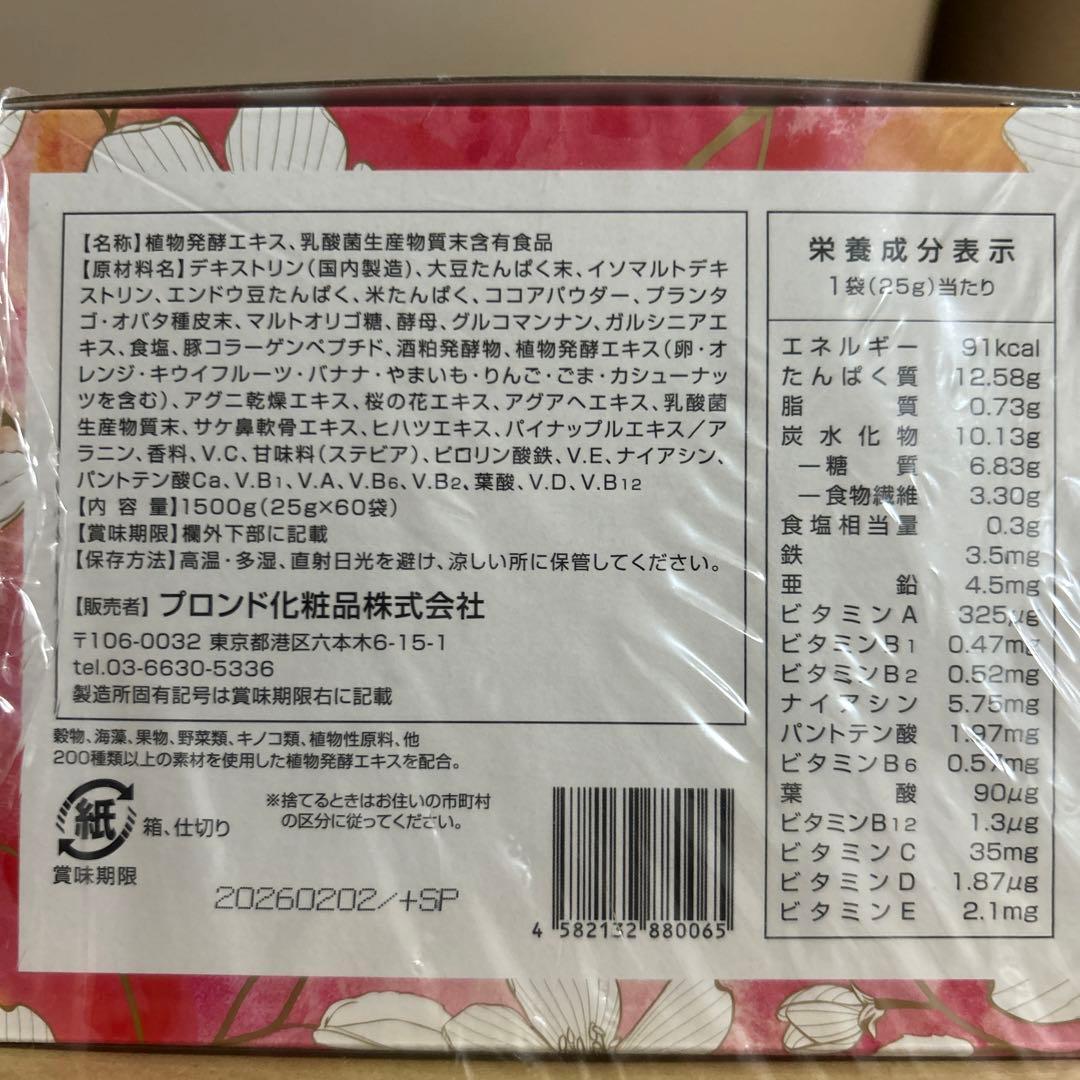 【名称】植物発酵エキス、乳酸菌生産物質末含有食品
【原材料名】デキストリン（国内製造）、大豆たんぱく末、イソマルトデキ
ストリン、エンドウ豆たんぱく、米たんぱく、ココアパウダー、プランタ
ゴ・オバタ種皮末、マルトオリゴ糖、酵母、グルコマンナン、ガルシニアエ
キス、食塩、豚コラーゲンペプチド、酒粕発酵物、植物発酵エキス（卵・オ
レンジ・キウイフルーツ・バナナ・やまいも・りんご・ごま・カシューナッ
ツを含む）、アグニ乾燥エキス、桜の花エキス、アグアヘエキス、乳酸菌
生産物質末、サケ鼻軟骨エキス、ヒハツエキス、パイナップルエキス／ア
ラニン、香料、V.C、甘味料（ステビア）、ピロリン酸鉄、V.E、ナイアシン、
パントテン酸Ca、V.B1、V.A、V.B6、V.B2、葉酸、V.D、V.B12
【内 容 量】1500g（25g×60袋）
【賞味期限】欄外下部に記載
【保存方法】高温・多湿、直射日光を避け、涼しい所に保管してください。
【販売者】 プロンド化粧品株式会社
〒106-0032 東京都港区六本木6-15-1
tel.03-6630-5336
製造所固有記号は賞味期限右に記載
穀物、海藻、果物、野菜類、キノコ類、植物性原料、他
200種類以上の素材を使用した植物発酵エキスを配合。
紙
箱、仕切り
※捨てるときはお住いの市町村
の区分に従ってください。
賞味期限
20260202/+SP
4 582132 880065
栄養成分表示
1袋（25g）当たり
エネルギー 91kcal
たんぱく質 12.58g
脂質 0.73g
炭水化物 10.13g
―糖質 6.83g
―食物繊維 3.30g
食塩相当量 0.3g
鉄 3.5mg
亜鉛 4.5mg
ビタミンA 325μg
ビタミンB1 0.47mg
ビタミンB2 0.52mg
ナイアシン 5.75mg
パントテン酸 1.97mg
ビタミンB6 0.57mg
葉酸 90μg
ビタミンB12 1.3μg
ビタミンC 35mg
ビタミンD 1.87μg
ビタミンE 2.1mg